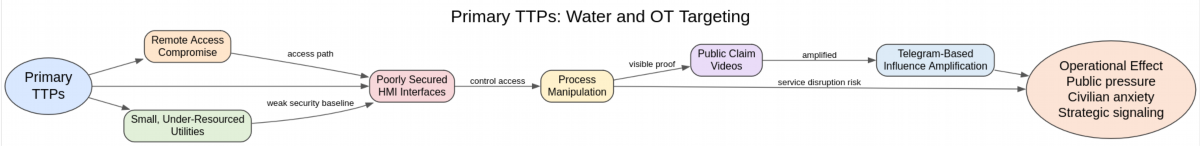 Primary TTPs: Water and OT Targeting
Primary
TTPs
Remote Access
Compromise
access path
Small, Under-Resourced
Utilities
weak security baseline
Poorly Secured
HMI Interfaces
control access
Process
Manipulation
visible proof
Public Claim
Videos
amplified
Telegram-Based
Influence Amplification
service disruption risk
Operational Effect
Public pressure
Civilian anxiety
Strategic signaling